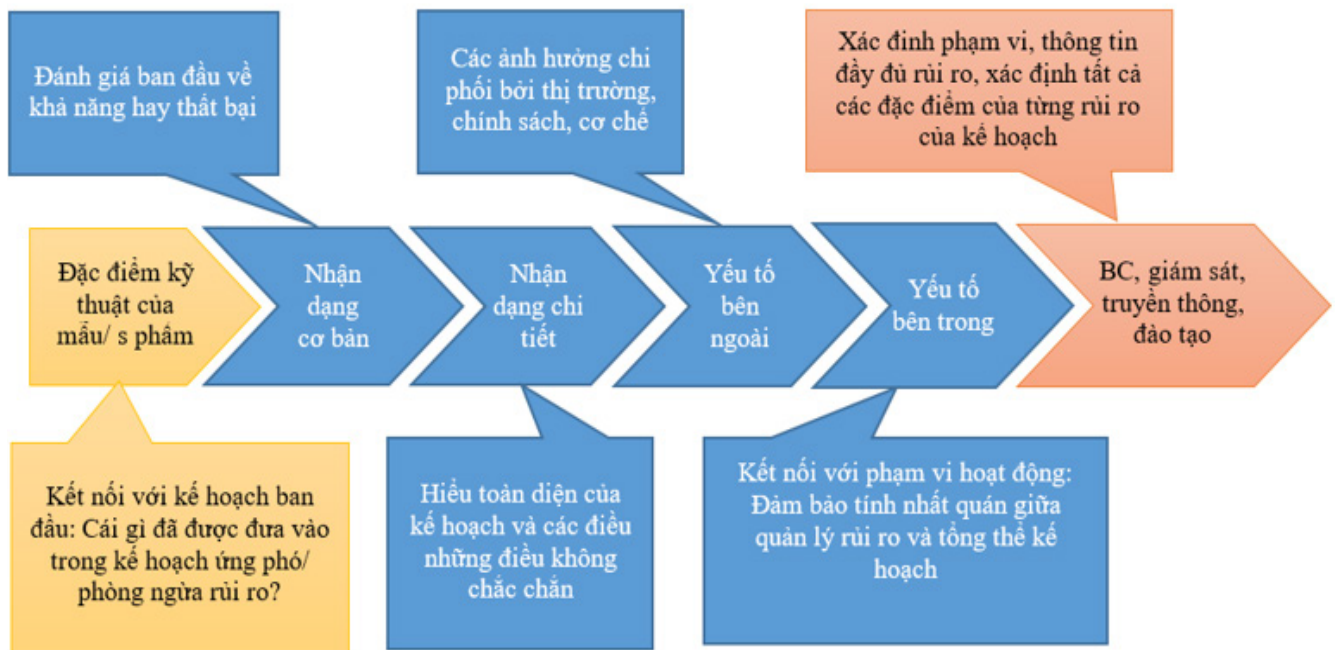 Đánh giá ban đầu về
khả năng hay thất bại
Các ảnh hưởng chi
phối bởi thị trường,
chính sách, cơ chế
Xác đinh phạm vi, thông tin
đầy đủ rủi ro, xác định tất cả
các đặc điểm của từng rủi ro
của kế hoạch
Đặc điểm kỹ
thuật của
mẫu/ s phẩm
Nhận
dạng
cơ bản
Nhận
dạng chi
tiết
Yếu tố
bên
ngoài
Yếu tố
bên trong
BC, giám sát,
truyền thông,
đào tạo
Kết nối với kế hoạch ban
đầu: Cái gì đã được đưa vào
trong kế hoạch ứng phó/
phòng ngừa rủi ro?
Hiểu toàn diện của
kế hoạch và các điều
những điều không
chắc chắn
Kết nối với phạm vi hoạt động:
Đảm bảo tính nhất quán giữa
quản lý rủi ro và tổng thể kế
hoạch